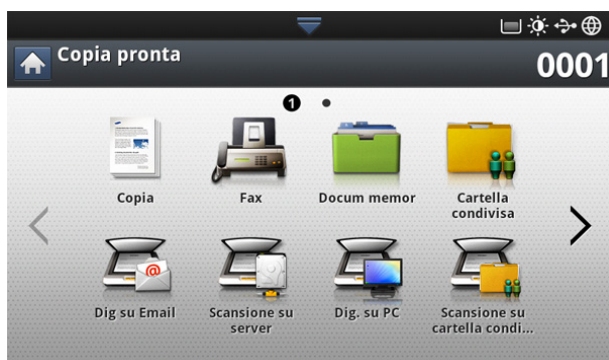 Copia pronta
0001
1
Copia
Fax
Docum memor
Cartella
condivisa
Dig su Email
Scansione su
server
Dig. su PC
Scansione su
cartella condi...